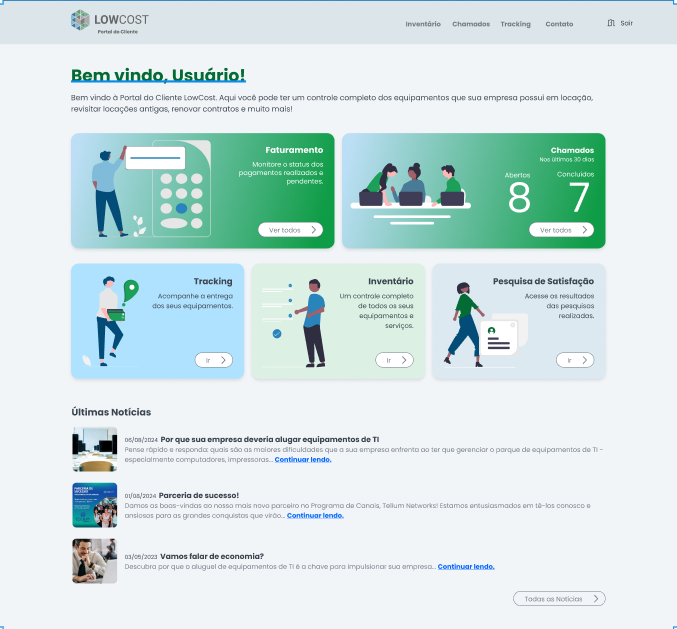 LOWCOST
Portal do Cliente
Inventário Chamados Tracking Contato Sair
Bem vindo, Usuário!
Bem vindo à Portal do Cliente LowCost. Aqui você pode ter um controle completo dos equipamentos que sua empresa possui em locação,
revisitar locações antigas, renovar contratos e muito mais!
Faturamento
Monitore o status dos
pagamentos realizados e
pendentes.
Ver todos
Chamados
Nos últimos 30 dias
Abertos Concluídos
8 7
Ver todos
Tracking
Acompanhe a entrega
dos seus equipamentos.
Ir
Inventário
Um controle completo
de todos os seus
equipamentos e
serviços.
Ir
Pesquisa de Satisfação
Acesse os resultados
das pesquisas
realizadas.
Ir
Últimas Notícias
06/08/2024 Por que sua empresa deveria alugar equipamentos de TI
Pense rápido e responda: quais são as maiores dificuldades que a sua empresa enfrenta ao ter que gerenciar o parque de equipamentos de TI -
especialmente computadores, impressoras... Continuar lendo.
PARCERIA DE
SUCESSO
01/08/2024 Parceria de sucesso!
Damos as boas-vindas ao nosso mais novo parceiro no Programa de Canais, Tellium Networks! Estamos entusiasmados em tê-los conosco e
ansiosos para as grandes conquistas que virão... Continuar lendo.
03/05/2023 Vamos falar de economia?
Descubra por que o aluguel de equipamentos de TI é a chave para impulsionar sua empresa... Continuar lendo.
Todas as Notícias